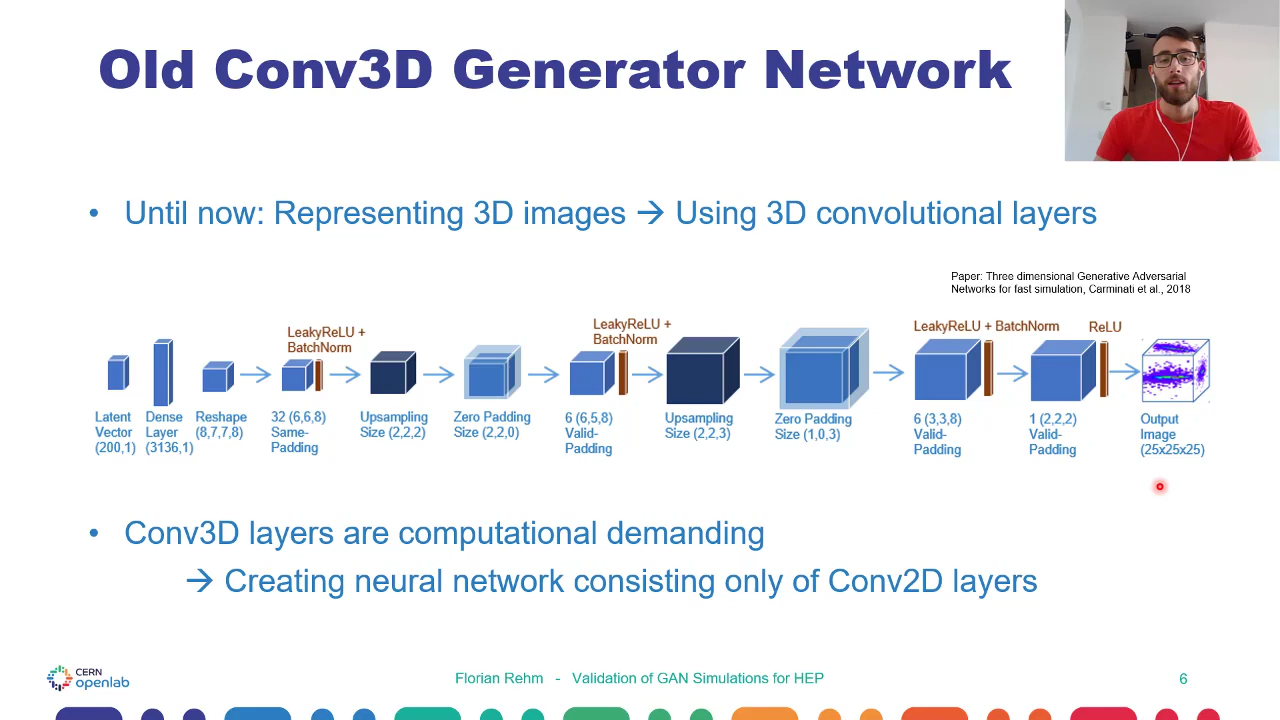 Old Conv3D Generator Network
• Until now: Representing 3D images → Using 3D convolutional layers
Paper: Three dimensional Generative Adversarial
Networks for fast simulation, Carminati et al., 2018
LeakyReLU +
BatchNorm
LeakyReLU +
BatchNorm
LeakyReLU + BatchNorm
ReLU
Latent
Vector
(200,1)
Dense
Layer
(3136,1)
Reshape
(8,7,7,8)
32 (6,6,8)
Same-
Padding
Upsampling
Size (2,2,2)
Zero Padding
Size (2,2,0)
6 (6,5,8)
Valid-
Padding
Upsampling
Size (2,2,3)
Zero Padding
Size (1,0,3)
6 (3,3,8)
Valid-
Padding
1 (2,2,2)
Valid-
Padding
Output
Image
(25x25x25)
• Conv3D layers are computational demanding
→ Creating neural network consisting only of Conv2D layers
CERN
openlab
Florian Rehm - Validation of GAN Simulations for HEP
6